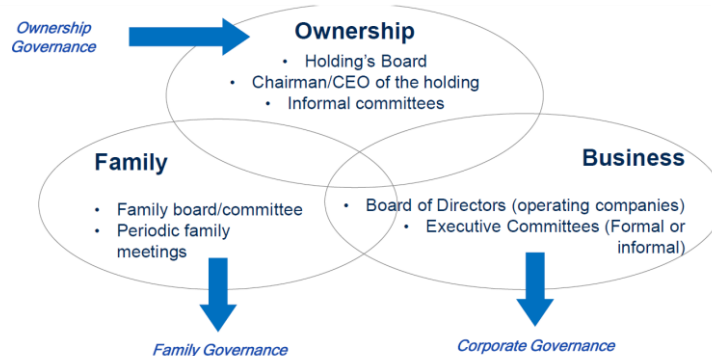 Ownership
Governance
Ownership
• Holding's Board
• Chairman/CEO of the holding
• Informal committees
Family
• Family board/committee
• Periodic family
meetings
Business
• Board of Directors (operating companies)
• Executive Committees (Formal or
informal)
Family Governance
Corporate Governance